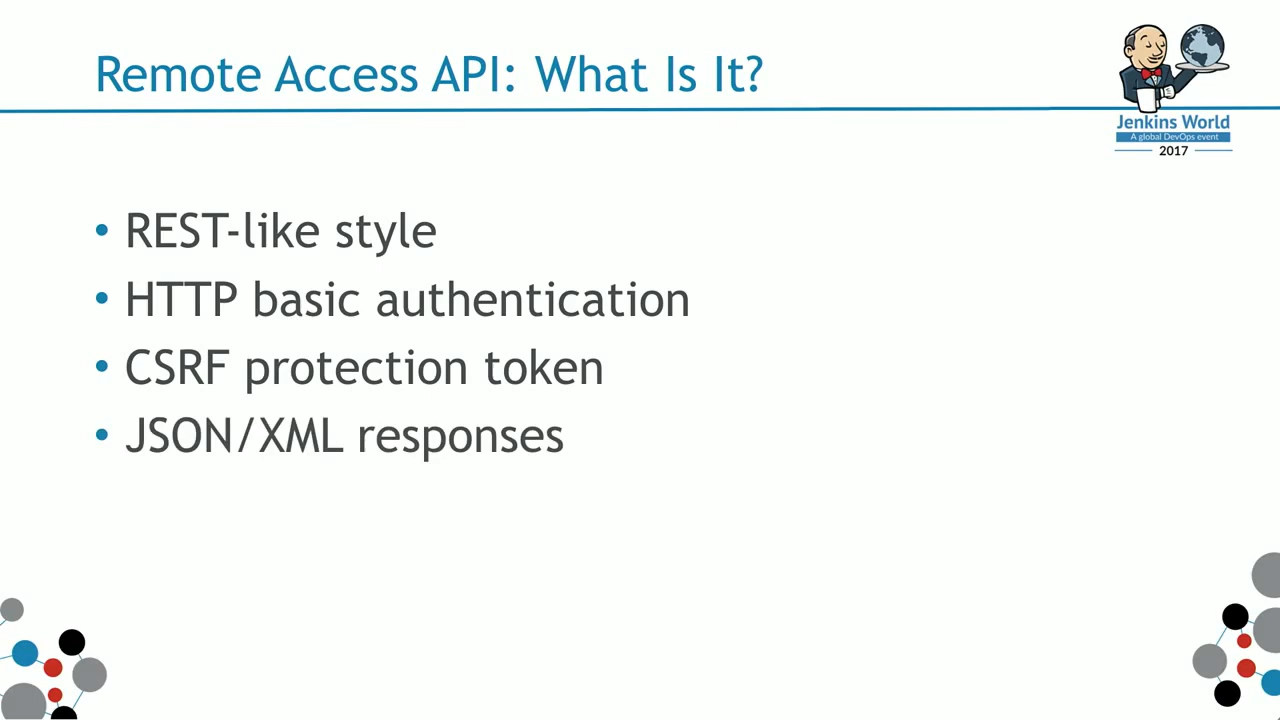 Remote Access API: What Is It?
Jenkins World
A global DevOps event
2017
• REST-like style
• HTTP basic authentication
• CSRF protection token
• JSON/XML responses